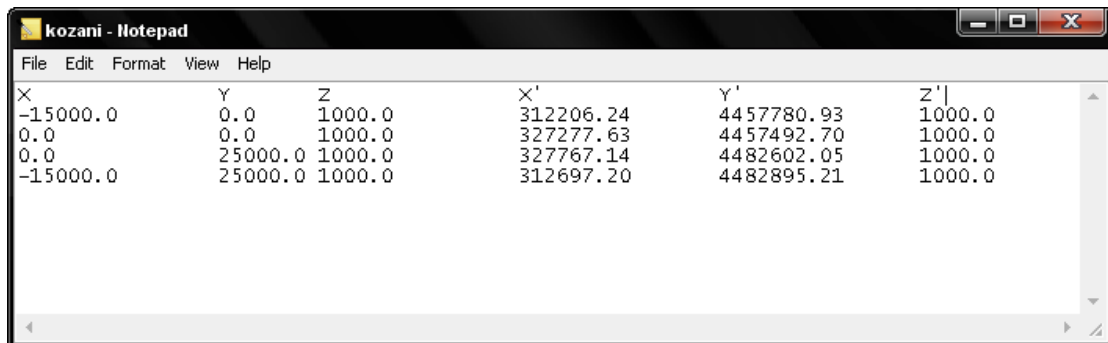 kozani - Notepad
File Edit Format View Help
X Y Z X' Y' Z'
-15000.0 0.0 1000.0 312206.24 4457780.93 1000.0
0.0 0.0 1000.0 327277.63 4457492.70 1000.0
0.0 25000.0 1000.0 327767.14 4482602.05 1000.0
-15000.0 25000.0 1000.0 312697.20 4482895.21 1000.0